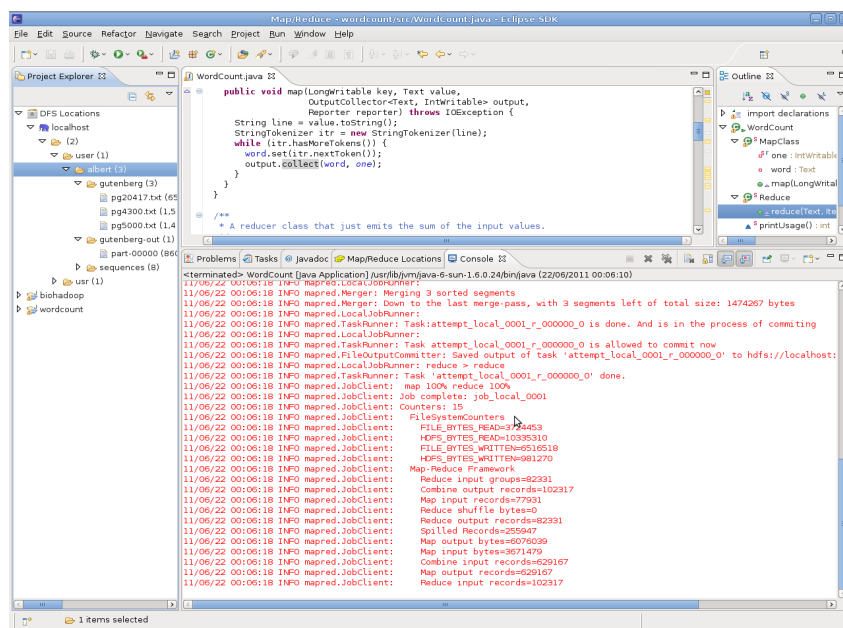 Map/Reduce - wordcount/src/WordCount.java - Eclipse SDK
File Edit Source Refactor Navigate Search Project Run Window Help
Project Explorer
DFS Locations
localhost
(2)
user (1)
albert (3)
gutenberg (3)
pg20417.txt (65
pg4300.txt (1,5
pg5000.txt (1,4
gutenberg-out (1)
part-00000 (860
sequences (8)
usr (1)
biohadoop
wordcount
WordCount.java
public void map(LongWritable key, Text value,
OutputCollector<Text, IntWritable> output,
Reporter reporter) throws IOException {
String line = value.toString();
StringTokenizer itr = new StringTokenizer(line);
while (itr.hasMoreTokens()) {
word.set(itr.nextToken());
output.collect(word, one);
}
}
}
/**
* A reducer class that just emits the sum of the input values.
Outline
import declarations
WordCount
MapClass
one : IntWritable
word : Text
map(LongWrital
Reduce
reduce(Text, Ite
printUsage() : int
Problems Tasks Javadoc Map/Reduce Locations Console
<terminated> WordCount [Java Application] /usr/lib/jvm/java-6-sun-1.6.0.24/bin/java (22/06/2011 00:06:10)
11/06/22 00:06:18 INFO mapred.LocalJobRunner:
11/06/22 00:06:18 INFO mapred.Merger: Merging 3 sorted segments
11/06/22 00:06:18 INFO mapred.Merger: Down to the last merge-pass, with 3 segments left of total size: 1474267 bytes
11/06/22 00:06:18 INFO mapred.LocalJobRunner:
11/06/22 00:06:18 INFO mapred.TaskRunner: Task:attempt_local_0001_r_000000_0 is done. And is in the process of commiting
11/06/22 00:06:18 INFO mapred.LocalJobRunner:
11/06/22 00:06:18 INFO mapred.TaskRunner: Task attempt_local_0001_r_000000_0 is allowed to commit now
11/06/22 00:06:18 INFO mapred.FileOutputCommitter: Saved output of task 'attempt_local_0001_r_000000_0' to hdfs://localhost:
11/06/22 00:06:18 INFO mapred.LocalJobRunner: reduce > reduce
11/06/22 00:06:18 INFO mapred.TaskRunner: Task 'attempt_local_0001_r_000000_0' done.
11/06/22 00:06:18 INFO mapred.JobClient: map 100% reduce 100%
11/06/22 00:06:18 INFO mapred.JobClient: Job complete: job_local_0001
11/06/22 00:06:18 INFO mapred.JobClient: Counters: 15
11/06/22 00:06:18 INFO mapred.JobClient: FileSystemCounters
11/06/22 00:06:18 INFO mapred.JobClient: FILE_BYTES_READ=3724453
11/06/22 00:06:18 INFO mapred.JobClient: HDFS_BYTES_READ=10335310
11/06/22 00:06:18 INFO mapred.JobClient: FILE_BYTES_WRITTEN=6516518
11/06/22 00:06:18 INFO mapred.JobClient: HDFS_BYTES_WRITTEN=981270
11/06/22 00:06:18 INFO mapred.JobClient: Map-Reduce Framework
11/06/22 00:06:18 INFO mapred.JobClient: Reduce input groups=82331
11/06/22 00:06:18 INFO mapred.JobClient: Combine output records=102317
11/06/22 00:06:18 INFO mapred.JobClient: Map input records=77931
11/06/22 00:06:18 INFO mapred.JobClient: Reduce shuffle bytes=0
11/06/22 00:06:18 INFO mapred.JobClient: Reduce output records=82331
11/06/22 00:06:18 INFO mapred.JobClient: Spilled Records=255947
11/06/22 00:06:18 INFO mapred.JobClient: Map output bytes=6076039
11/06/22 00:06:18 INFO mapred.JobClient: Map input bytes=3671479
11/06/22 00:06:18 INFO mapred.JobClient: Combine input records=629167
11/06/22 00:06:18 INFO mapred.JobClient: Map output records=629167
11/06/22 00:06:18 INFO mapred.JobClient: Reduce input records=102317
1 items selected